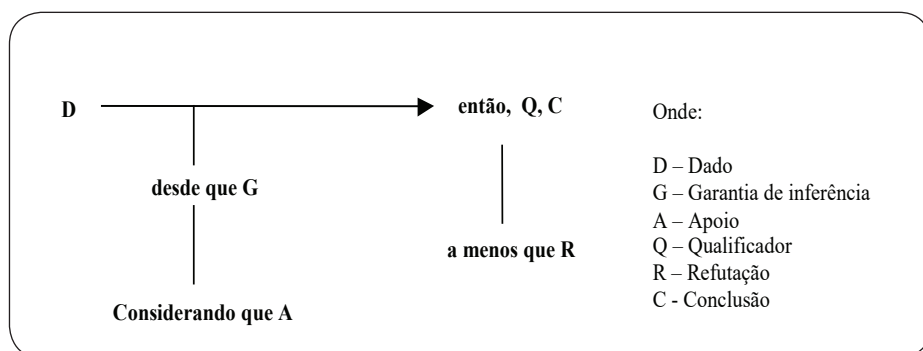 D
então, Q, C
desde que G
a menos que R
Considerando que A
Onde:
D – Dado
G – Garantia de inferência
A – Apoio
Q – Qualificador
R – Refutação
C - Conclusão